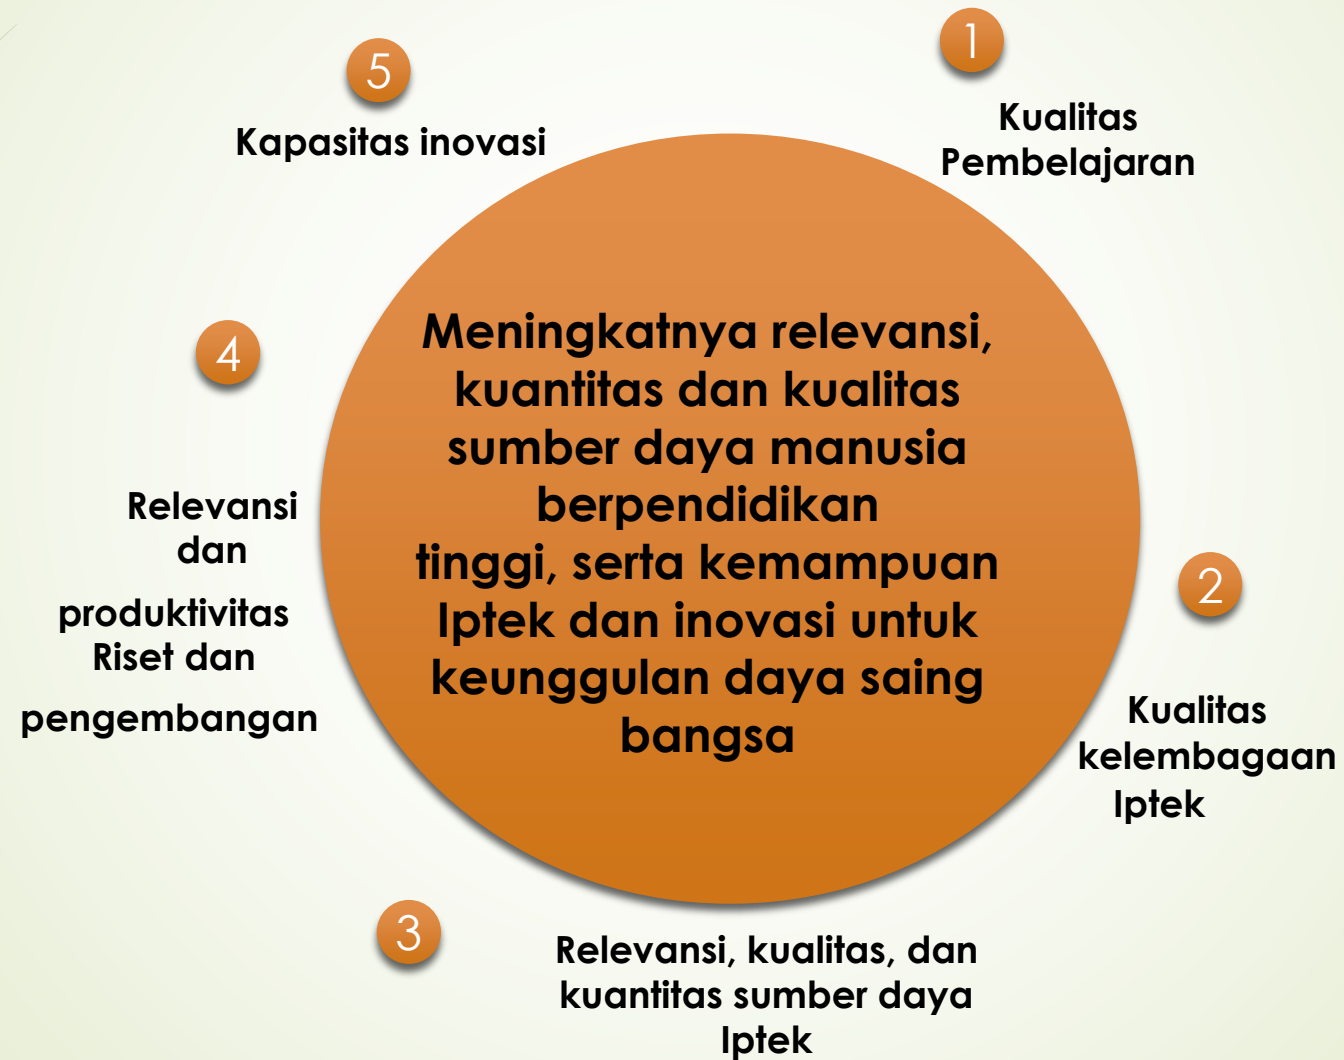 1
Kualitas
Pembelajaran
2
Kualitas
kelembagaan
Iptek
3
Relevansi, kualitas, dan
kuantitas sumber daya
Iptek
4
Relevansi
dan
produktivitas
Riset dan
pengembangan
5
Kapasitas inovasi
Meningkatnya relevansi,
kuantitas dan kualitas
sumber daya manusia
berpendidikan
tinggi, serta kemampuan
Iptek dan inovasi untuk
keunggulan daya saing
bangsa